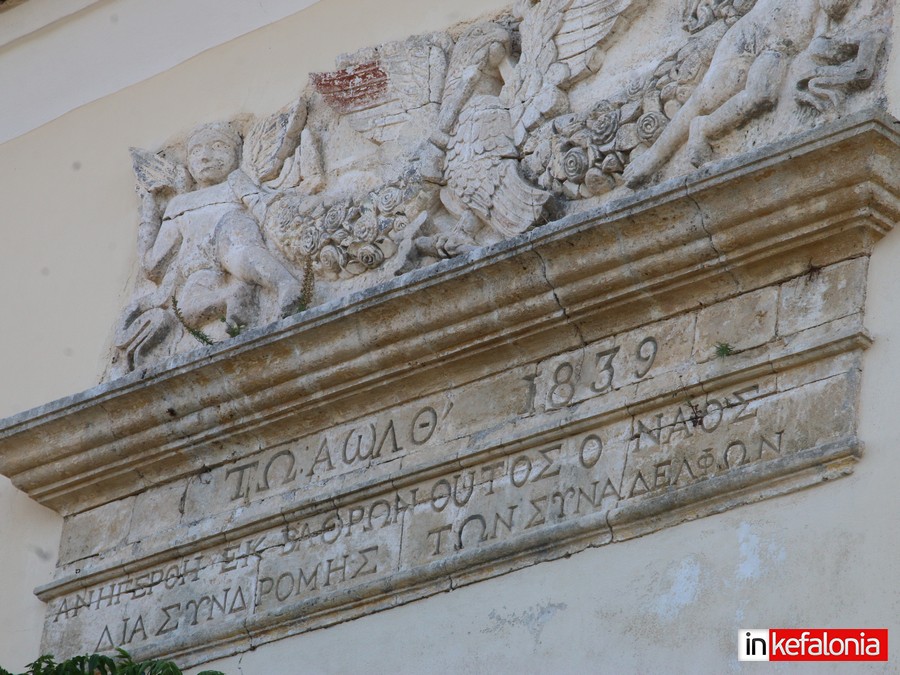 ΤΩ ΑΩΛΘ΄ 1839
ΑΝΗΓΕΡΘΗ ΕΚ ΒΑΘΡΩΝ ΟΥΤΟΣ Ο ΝΑΟΣ
ΔΙΑ ΣΥΝΔΡΟΜΗΣ ΤΩΝ ΣΥΝΑΔΕΛΦΩΝ
inkefalonia